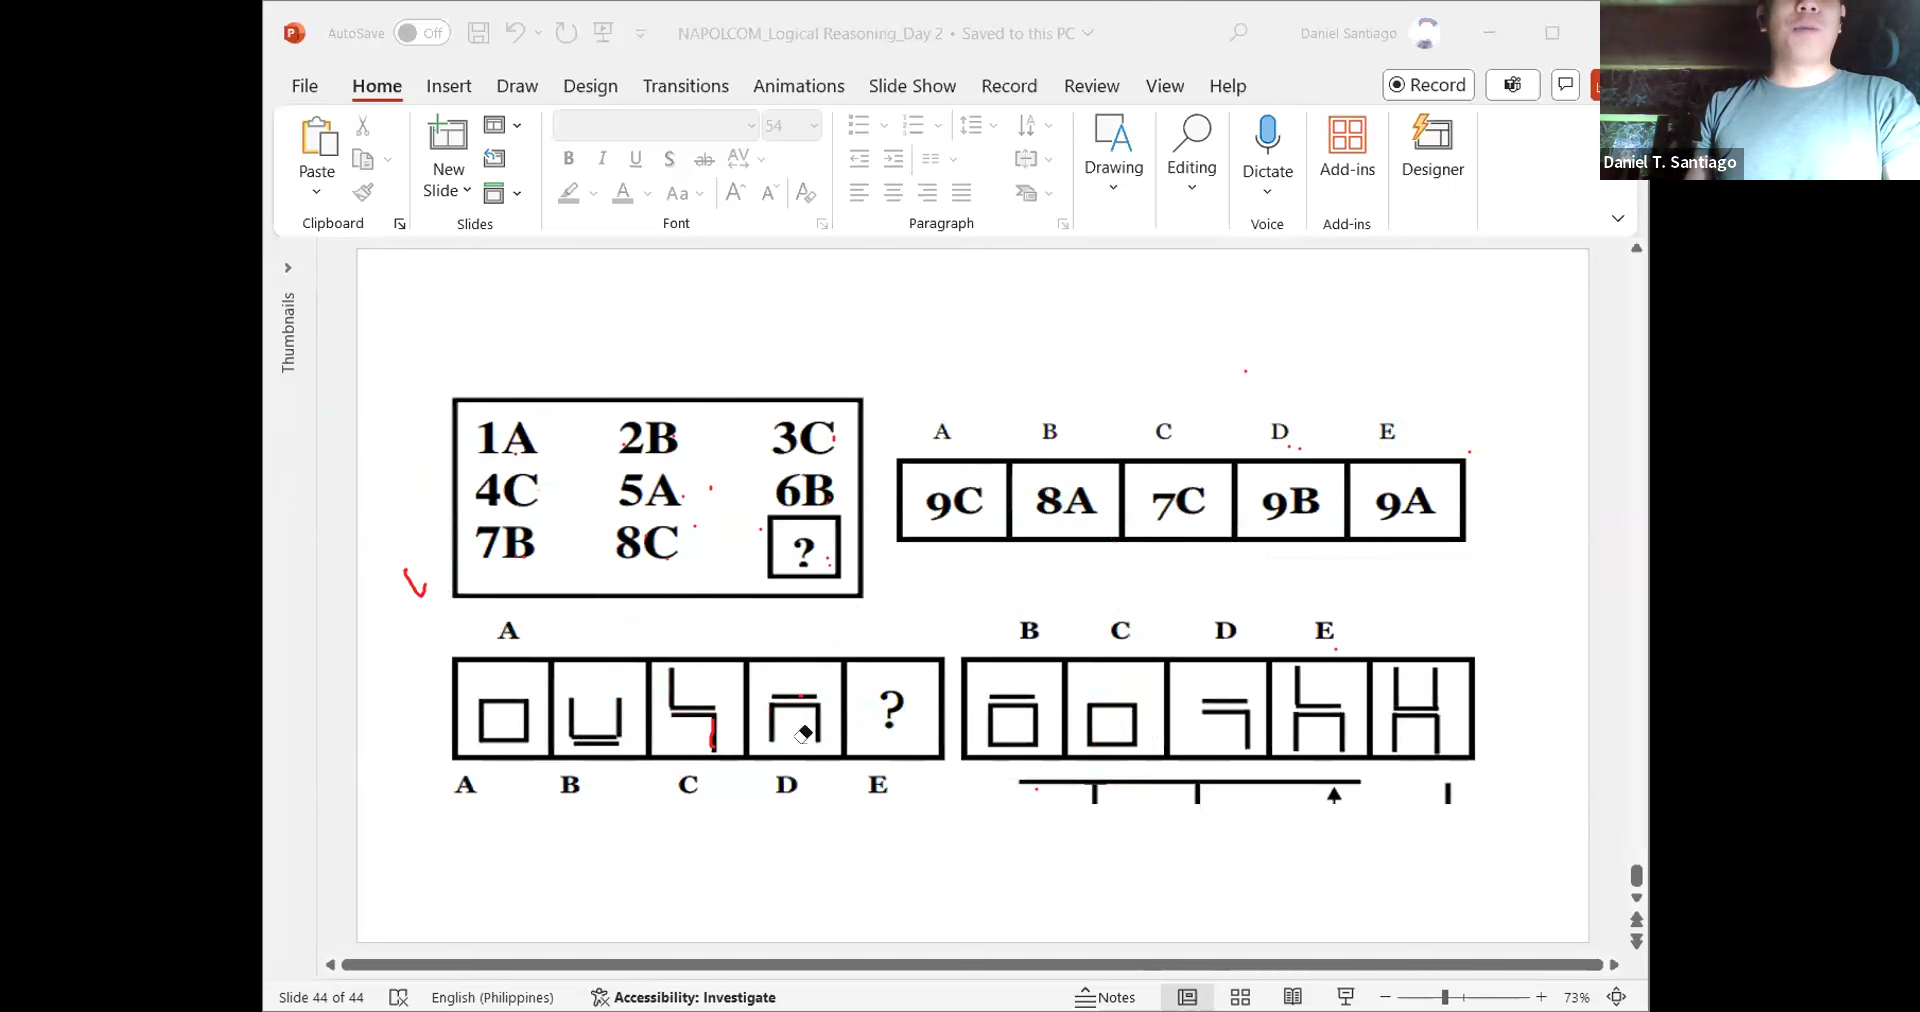 AutoSave Off NAPOLCOM_Logical Reasoning_Day 2 • Saved to this PC Daniel Santiago
File Home Insert Draw Design Transitions Animations Slide Show Record Review View Help Record
Daniel T. Santiago
54
Paste
New Slide
B I U S ab AV
A Aa A A A
Drawing
Editing
Dictate
Add-ins
Designer
Clipboard Slides Font Paragraph Voice Add-ins
Thumbnails
1A 2B 3C
4C 5A 6B
7B 8C ?
A B C D E
9C 8A 7C 9B 9A
A B C D E
?
A B C D E
Slide 44 of 44 English (Philippines) Accessibility: Investigate Notes 73%